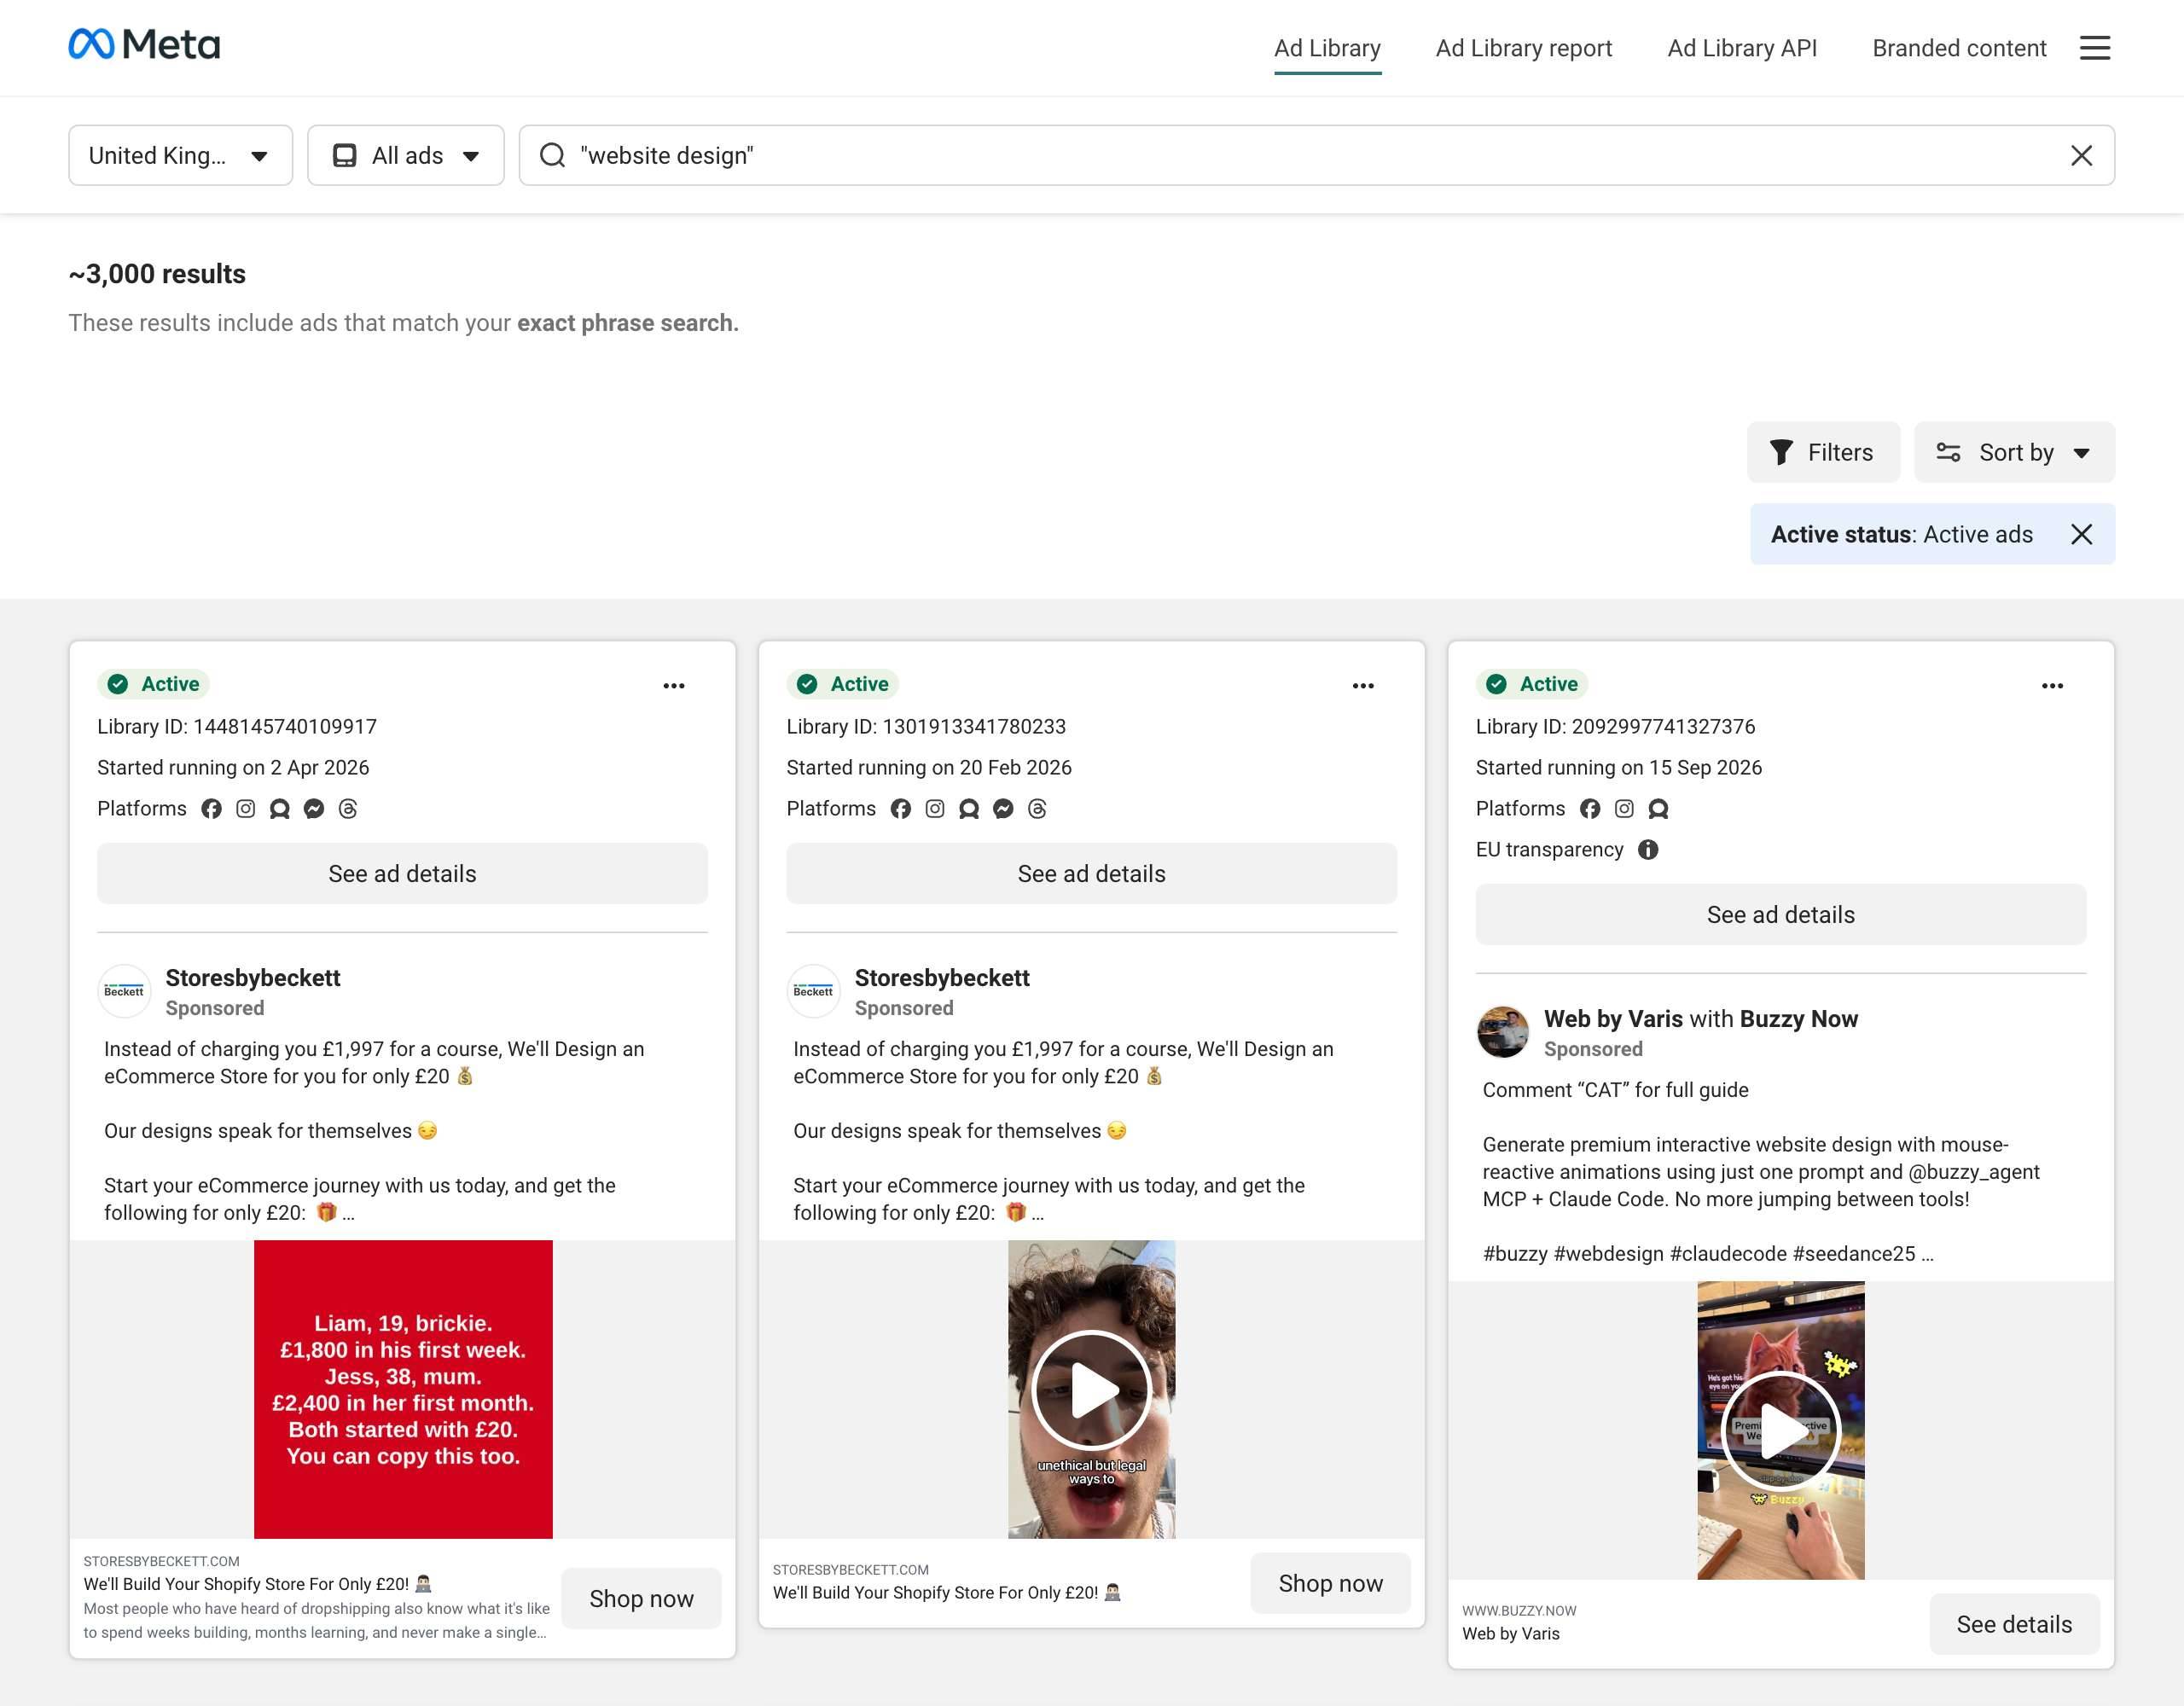 Meta
Ad Library
Ad Library report
Ad Library API
Branded content
United King...
All ads
"website design"
~3,000 results
These results include ads that match your exact phrase search.
Filters
Sort by
Active status: Active ads
Active
Library ID: 1448145740109917
Started running on 2 Apr 2026
Platforms
See ad details
Beckett
Storesbybeckett
Sponsored
Instead of charging you £1,997 for a course, We'll Design an
eCommerce Store for you for only £20 💰
Our designs speak for themselves 😏
Start your eCommerce journey with us today, and get the
following for only £20: 🎁 ...
Liam, 19, brickie.
£1,800 in his first week.
Jess, 38, mum.
£2,400 in her first month.
Both started with £20.
You can copy this too.
STORESBYBECKETT.COM
We'll Build Your Shopify Store For Only £20! 👨🏻‍💻
Most people who have heard of dropshipping also know what it's like
to spend weeks building, months learning, and never make a single...
Shop now
Active
Library ID: 1301913341780233
Started running on 20 Feb 2026
Platforms
See ad details
Beckett
Storesbybeckett
Sponsored
Instead of charging you £1,997 for a course, We'll Design an
eCommerce Store for you for only £20 💰
Our designs speak for themselves 😏
Start your eCommerce journey with us today, and get the
following for only £20: 🎁 ...
unethical but legal
ways to
STORESBYBECKETT.COM
We'll Build Your Shopify Store For Only £20! 👨🏻‍💻
Shop now
Active
Library ID: 2092997741327376
Started running on 15 Sep 2026
Platforms
EU transparency
See ad details
Web by Varis with Buzzy Now
Sponsored
Comment “CAT” for full guide
Generate premium interactive website design with mouse-
reactive animations using just one prompt and @buzzy_agent
MCP + Claude Code. No more jumping between tools!
#buzzy #webdesign #claudecode #seedance25 ...
He's got his
eye on you
Buzzy
WWW.BUZZY.NOW
Web by Varis
See details